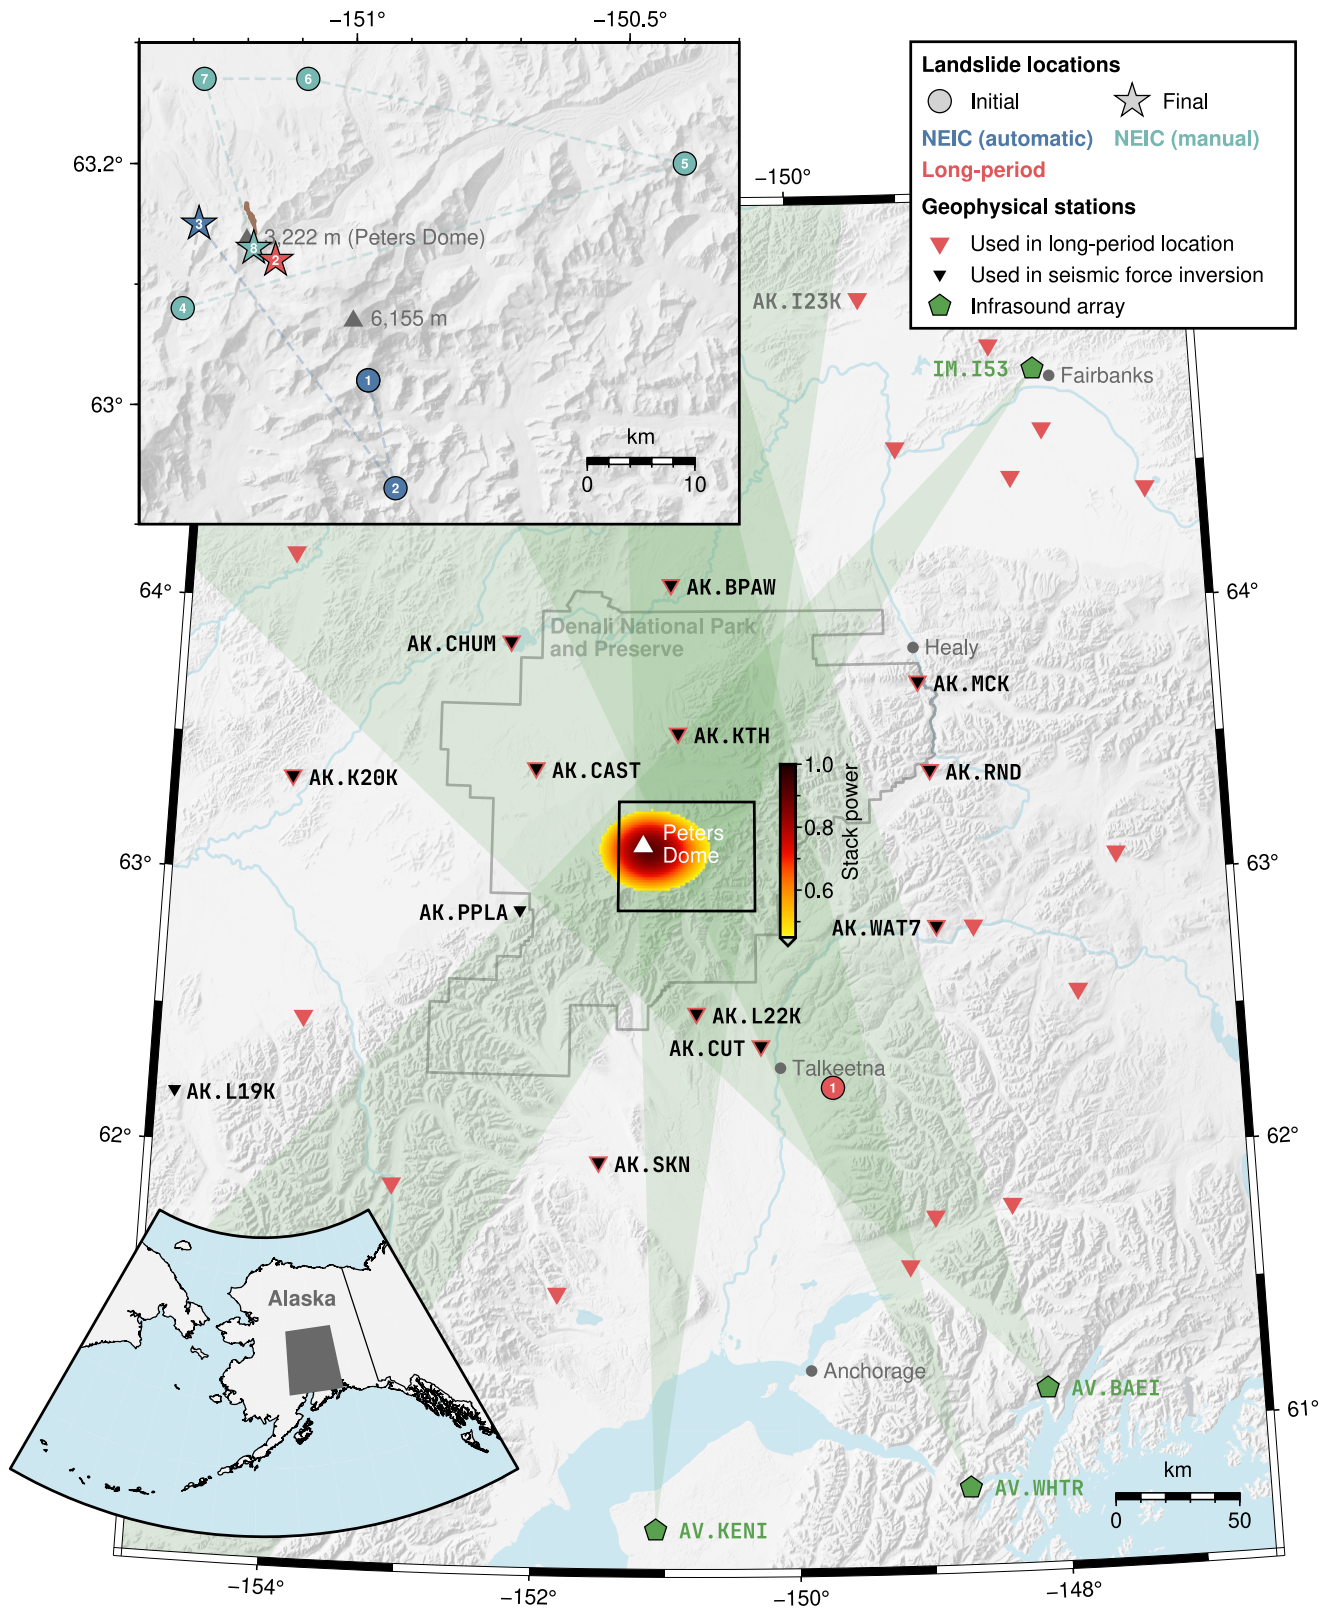 −151°
−150.5°
63.2°
63°
7
6
5
3
3,222 m (Peters Dome)
8
2
4
6,155 m
1
2
km
0
10
Landslide locations
Initial
Final
NEIC (automatic)
NEIC (manual)
Long-period
Geophysical stations
Used in long-period location
Used in seismic force inversion
Infrasound array
−150°
AK.I23K
IM.I53
Fairbanks
64°
64°
AK.BPAW
Denali National Park
and Preserve
AK.CHUM
Healy
AK.MCK
AK.KTH
AK.K20K
AK.CAST
AK.RND
1.0
0.8
0.6
Stack power
Peters
Dome
63°
63°
AK.PPLA
AK.WAT7
AK.L22K
AK.CUT
Talkeetna
1
AK.L19K
62°
62°
AK.SKN
Alaska
Anchorage
AV.BAEI
61°
km
0
50
AV.WHTR
AV.KENI
−154°
−152°
−150°
−148°